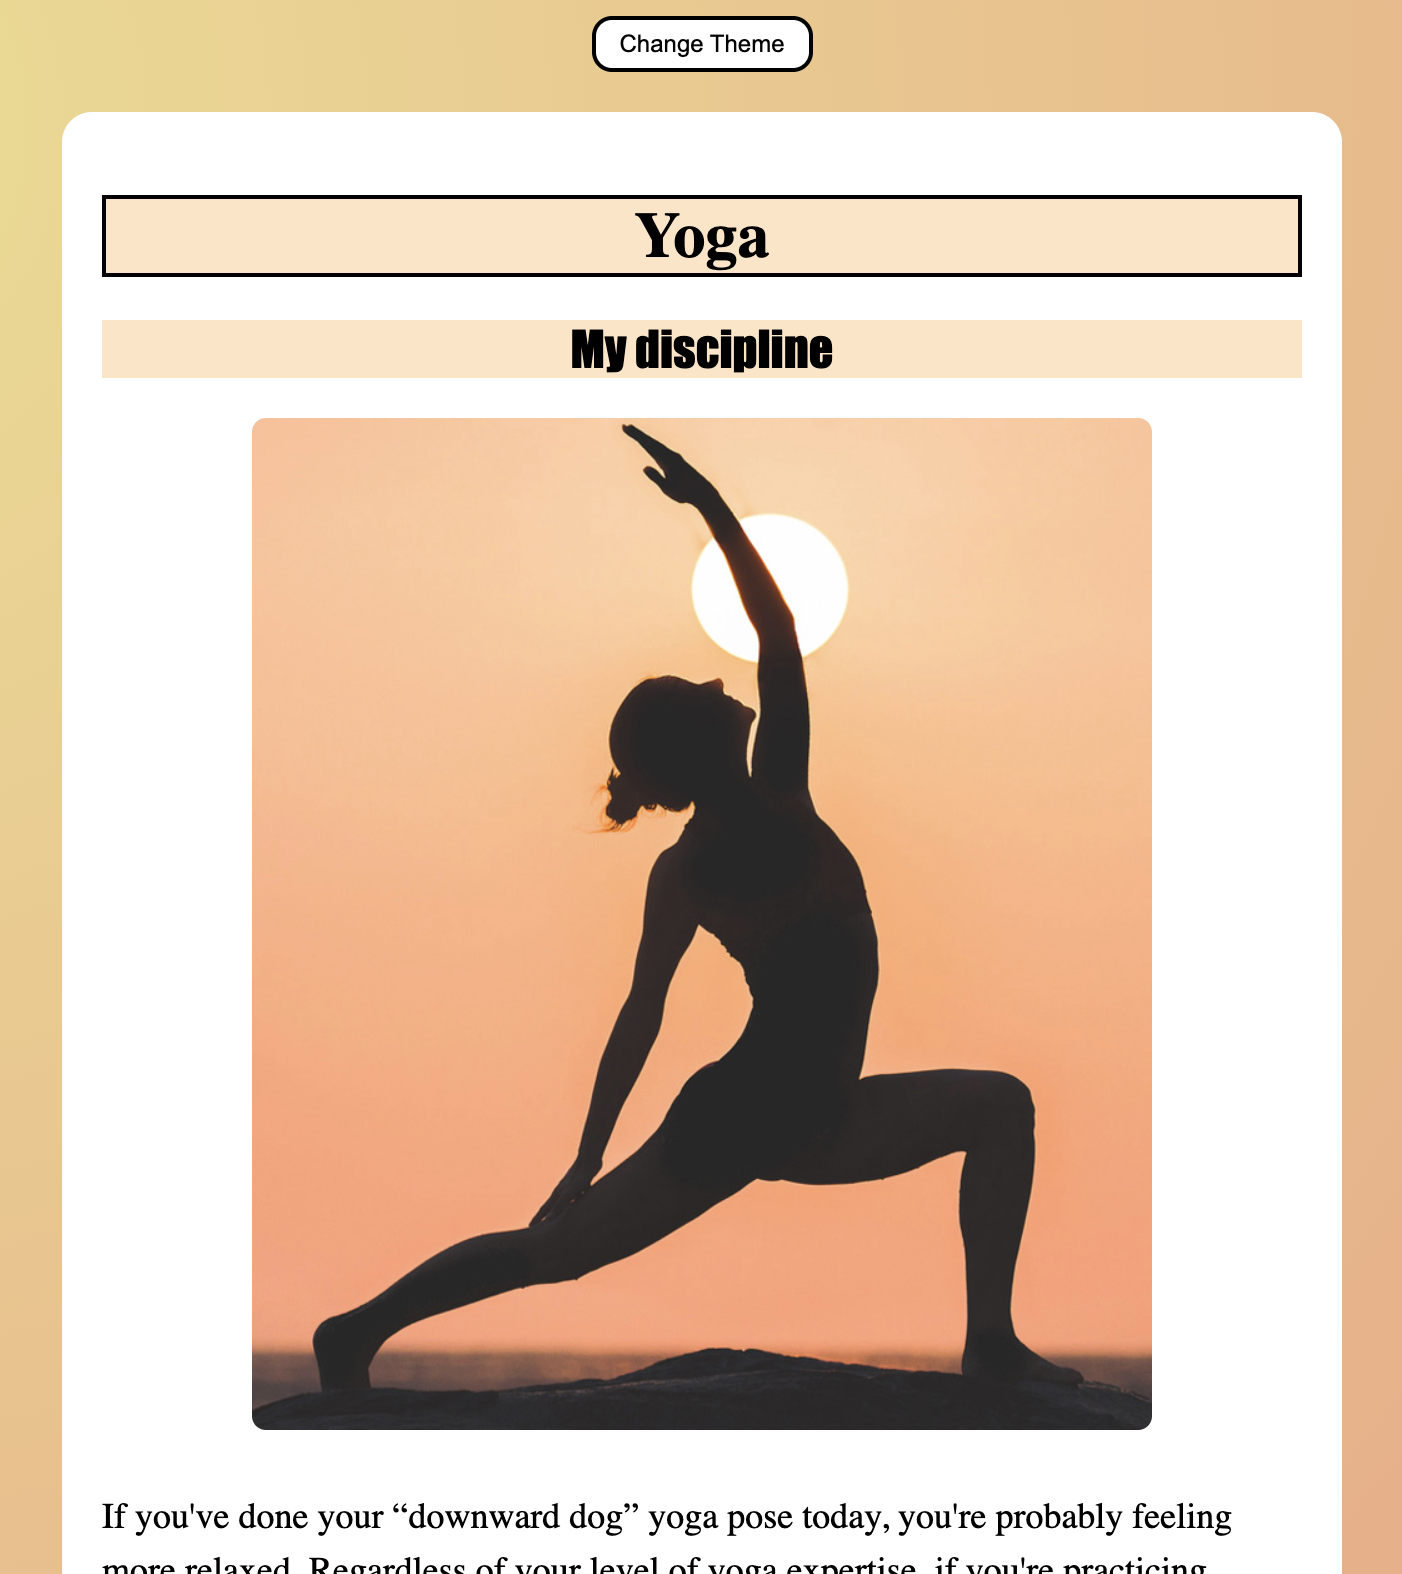 Change Theme
Yoga
My discipline
If you've done your “downward dog” yoga pose today, you're probably feeling
more relaxed. Regardless of your level of yoga expertise, if you're practicing